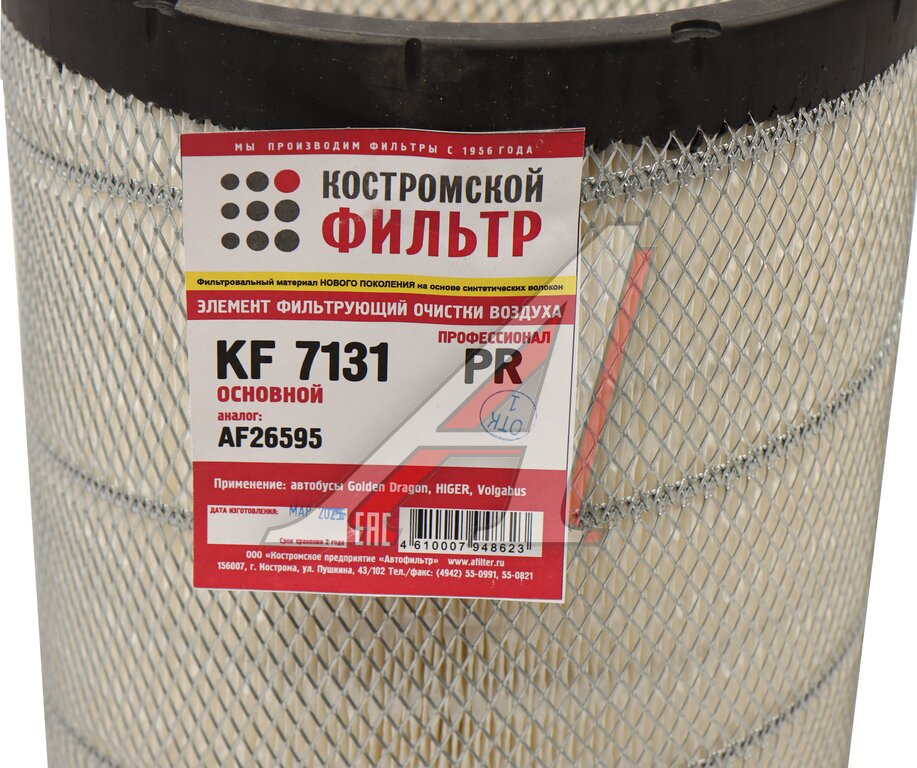 МЫ ПРОИЗВОДИМ ФИЛЬТРЫ С 1956 ГОДА
КОСТРОМСКОЙ
ФИЛЬТР
Фильтровальный материал НОВОГО ПОКОЛЕНИЯ на основе синтетических волокон
ЭЛЕМЕНТ ФИЛЬТРУЮЩИЙ ОЧИСТКИ ВОЗДУХА
ПРОФЕССИОНАЛ
KF 7131 PR
ОСНОВНОЙ
аналог:
AF26595
ОТК
1
Применение: автобусы Golden Dragon, HIGER, Volgabus
ДАТА ИЗГОТОВЛЕНИЯ: МАР 2025
Срок хранения 2 года
ЕАС
4 610007 948623
ООО «Костромское предприятие «Автофильтр» www.afilter.ru
156007, г. Кострома, ул. Пушкина, 43/102 Тел./факс: (4942) 55-0991, 55-0821